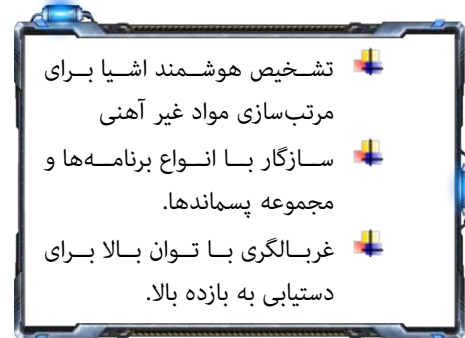 تشخیص هوشمند اشیا برای
مرتب‌سازی مواد غیر آهنی
سازگار با انواع برنامه‌ها و
مجموعه پسماندها.
غربالگری با توان بالا برای
دستیابی به بازده بالا.